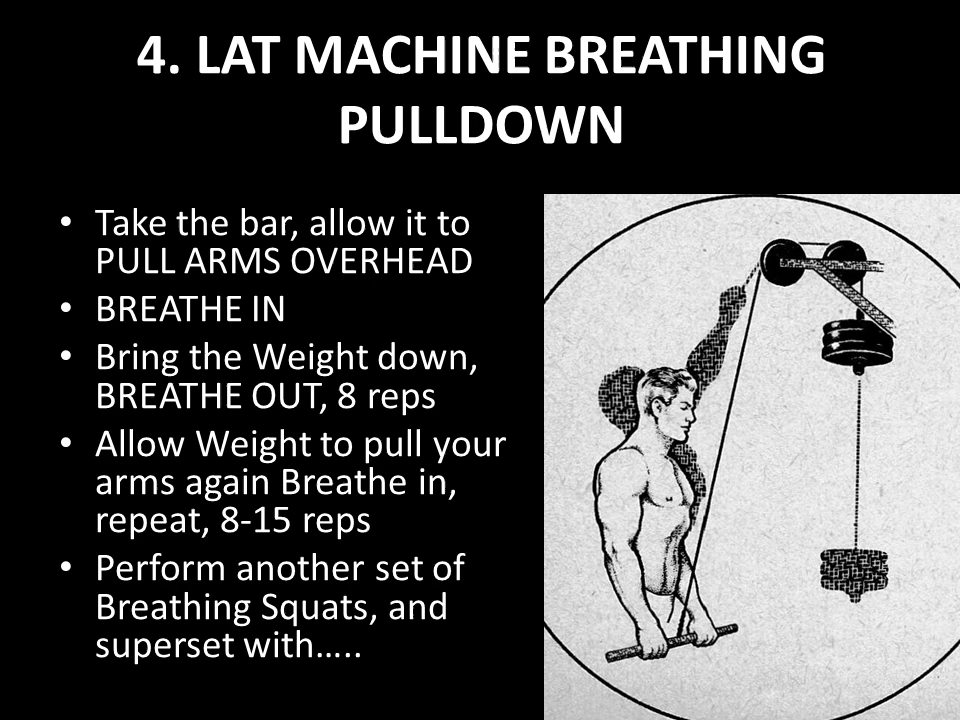 4. LAT MACHINE BREATHING
PULLDOWN
• Take the bar, allow it to
PULL ARMS OVERHEAD
• BREATHE IN
• Bring the Weight down,
BREATHE OUT, 8 reps
• Allow Weight to pull your
arms again Breathe in,
repeat, 8-15 reps
• Perform another set of
Breathing Squats, and
superset with…..